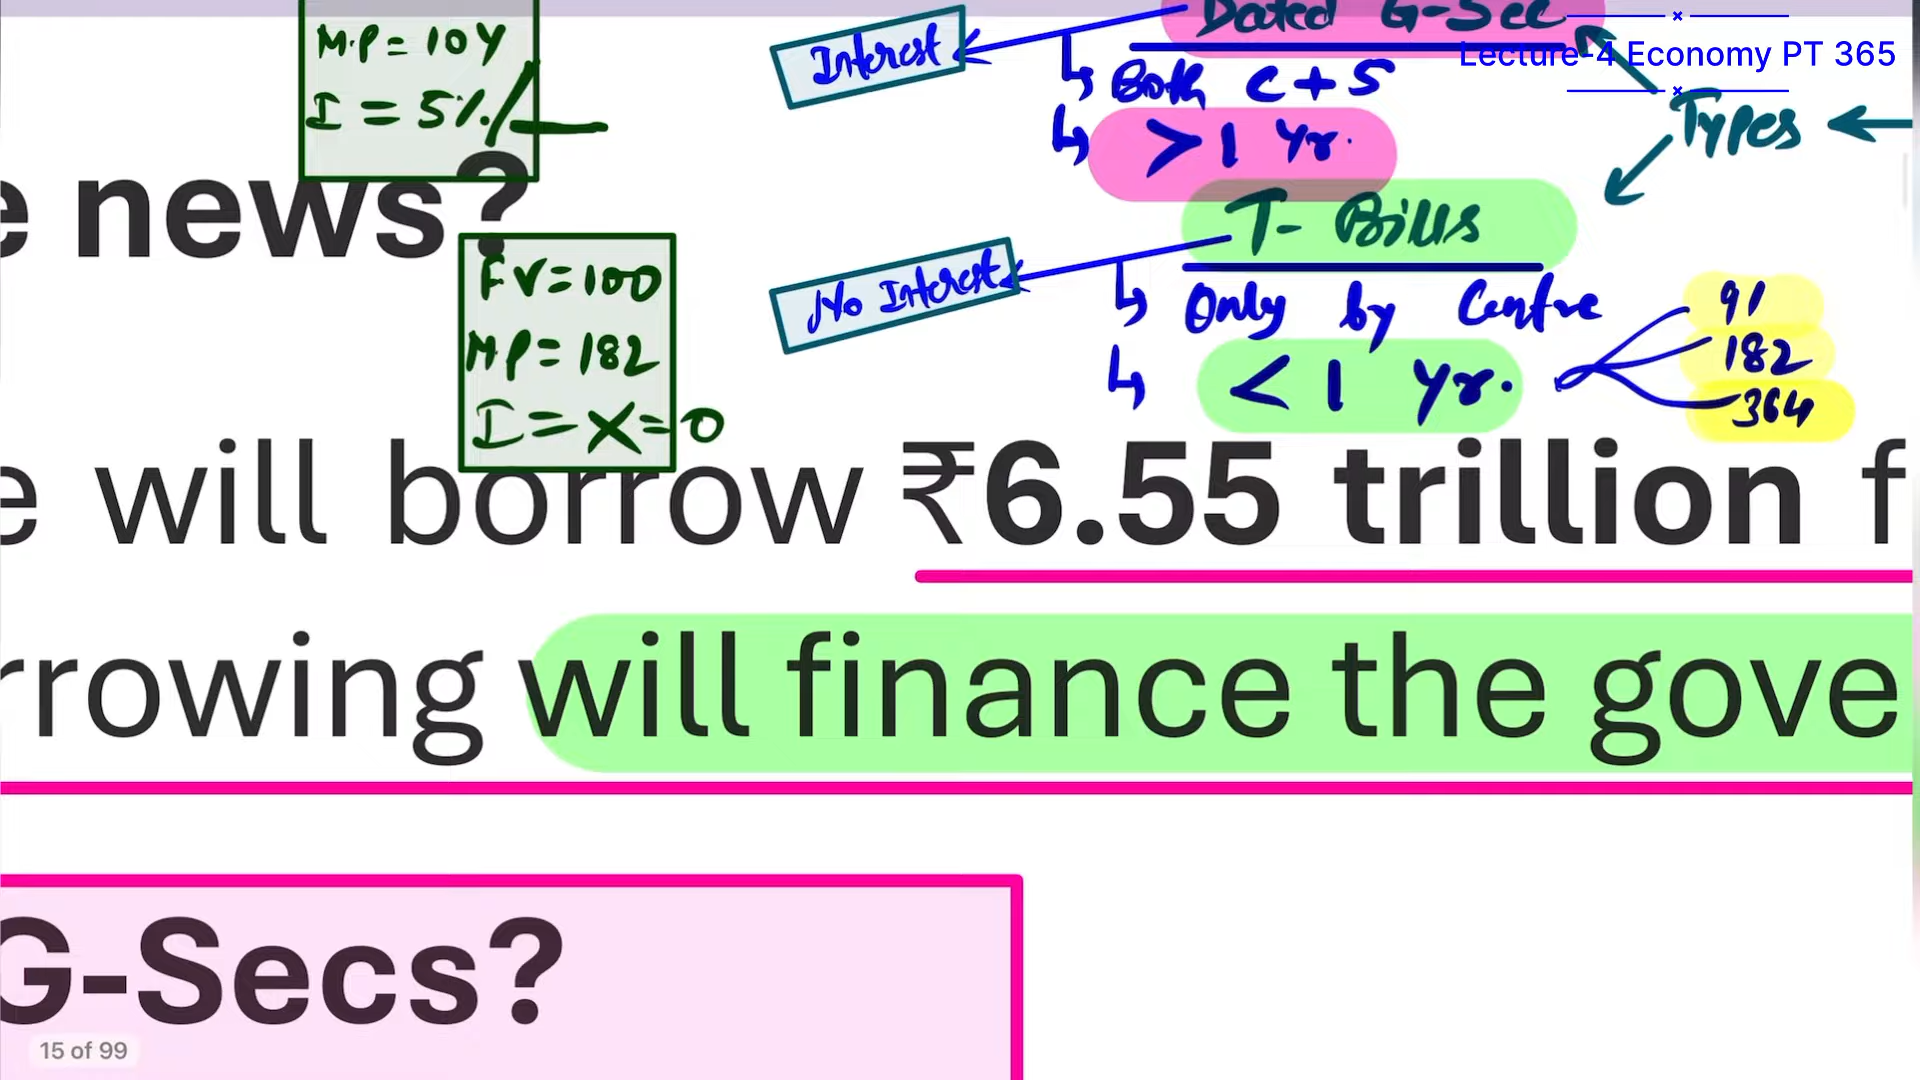 Dated G-Sec
Lecture-4 Economy PT 365
M.P = 10Y
I = 5%
Interest
Both C + S
> 1 Yr.
Types
e news?
T- Bills
FV = 100
MP = 182
I = X = 0
No Interest
Only by Centre
< 1 Yr.
91
182
364
e will borrow ₹6.55 trillion f
rrowing will finance the gove
G-Secs?
15 of 99